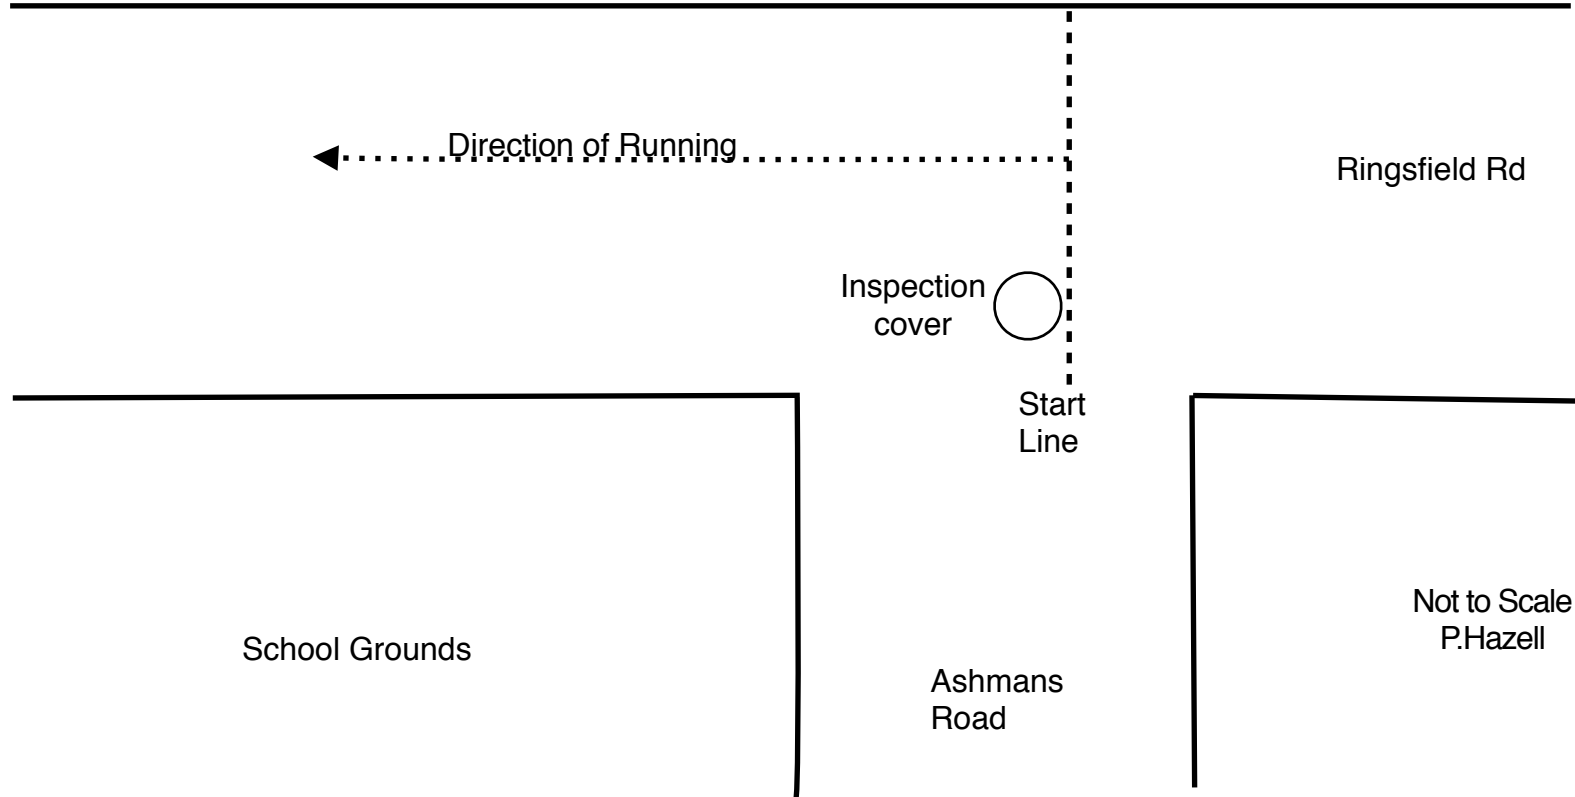 Direction of Running
Ringsfield Rd
Inspection
cover
Start
Line
Not to Scale
P.Hazell
School Grounds
Ashmans
Road